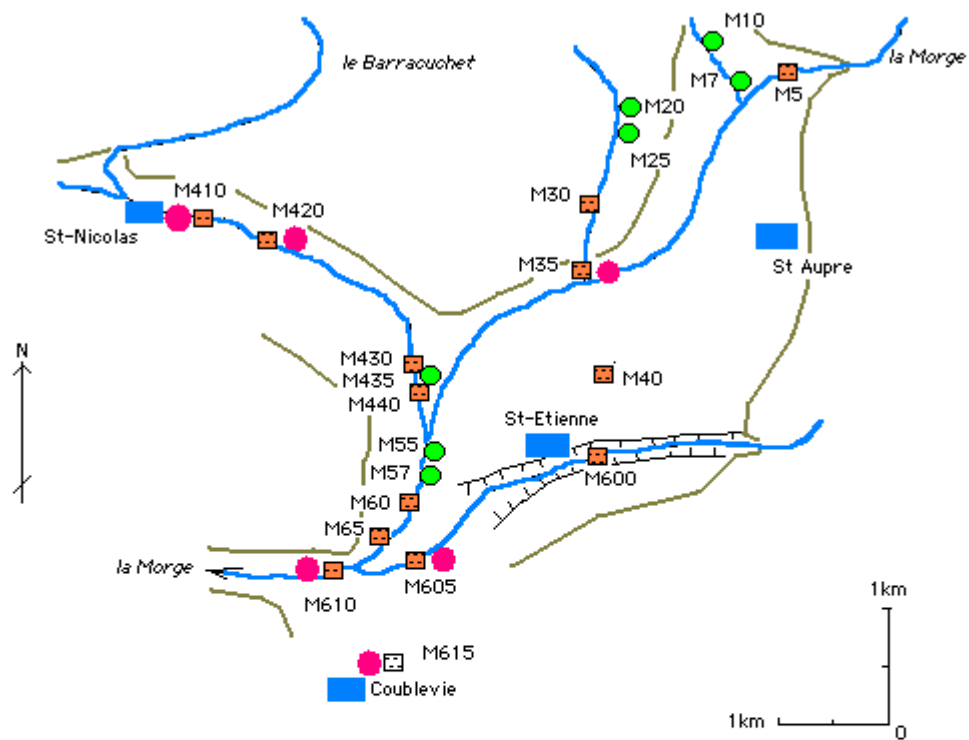 M10
le Barraouchet
la Morge
M7
M5
M20
M25
M410
M30
M420
St-Nicolas
M35
St Aupre
N
M430
M435
M40
M440
St-Etienne
M55
M57
M600
M60
M65
la Morge
M605
M610
1km
M615
Coublevie
1km
0